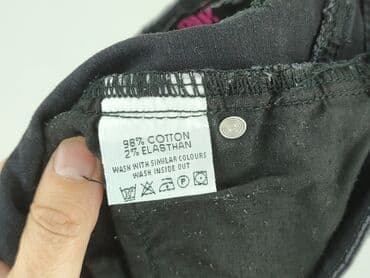 98% COTTON
2% ELASTHAN
WASH WITH SIMILAR COLOURS
WASH INSIDE OUT